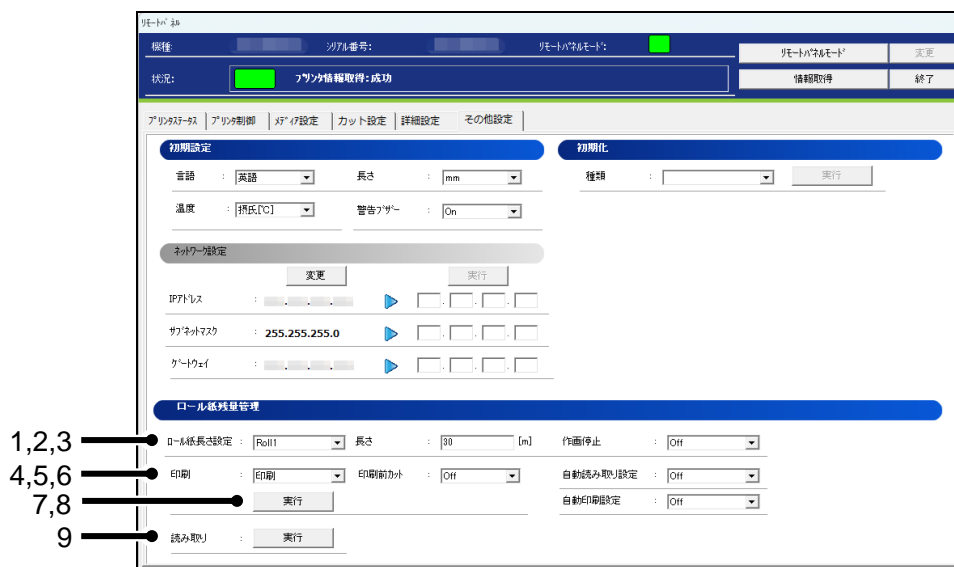 リモートパネル
機種: シリアル番号: リモートパネルモード: リモートパネルモード 変更
状況: プリンタ情報取得:成功 情報取得 終了
プリンタステータス プリンタ制御 メディア設定 カット設定 詳細設定 その他設定
初期設定 初期化
言語 : 英語 長さ : mm 種類 : 実行
温度 : 摂氏[℃] 警告ブザー : On
ネットワーク設定
変更 実行
IPアドレス :
サブネットマスク : 255.255.255.0
ゲートウェイ :
ロール紙残量管理
1,2,3 ロール紙長さ設定 : Roll1 長さ : 30 [m] 作画停止 : Off
4,5,6 印刷 : 印刷 印刷前カット : Off 自動読み取り設定 : Off
7,8 実行 自動印刷設定 : Off
9 読み取り : 実行